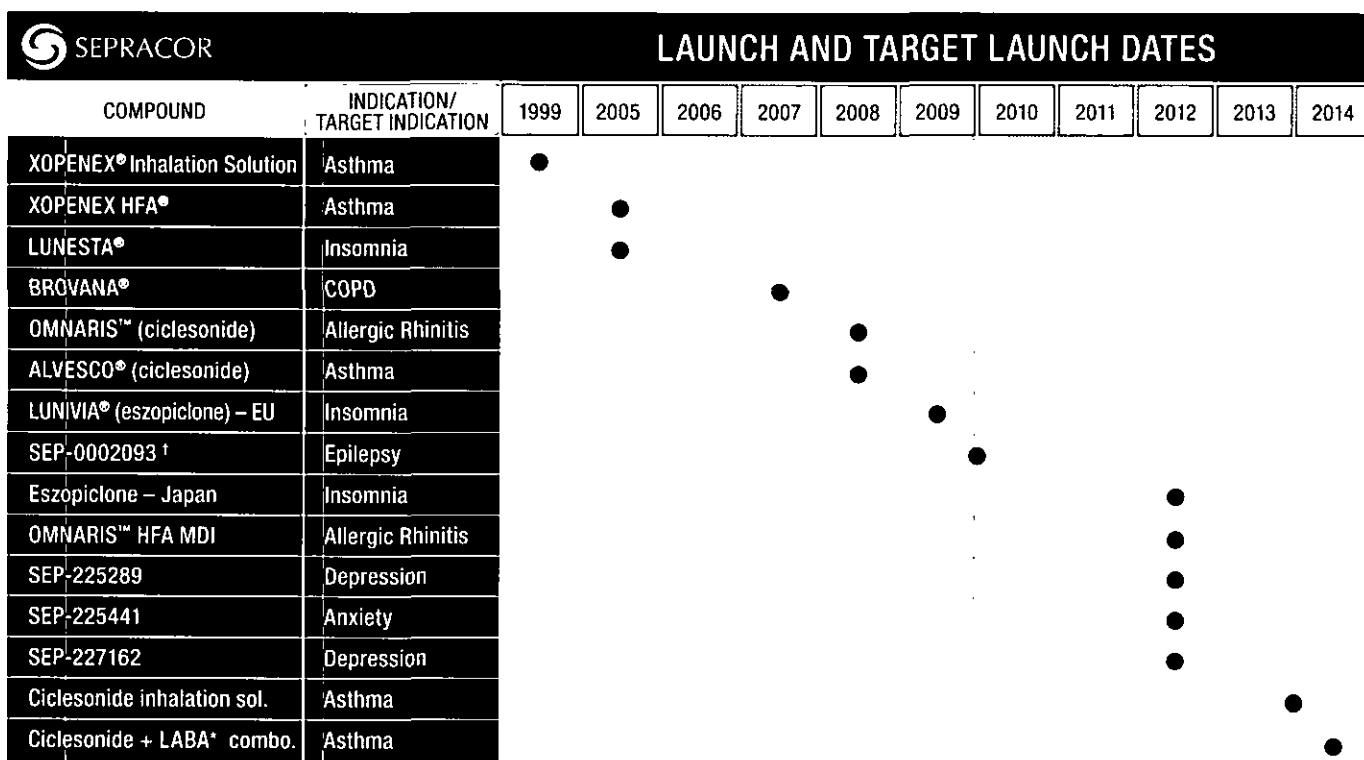 SEPRACOR
LAUNCH AND TARGET LAUNCH DATES
COMPOUND
INDICATION/
TARGET INDICATION
1999 2005 2006 2007 2008 2009 2010 2011 2012 2013 2014
XOPENEX® Inhalation Solution Asthma
XOPENEX HFA® Asthma
LUNESTA® Insomnia
BROVANA® COPD
OMNARIS™ (ciclesonide) Allergic Rhinitis
ALVESCO® (ciclesonide) Asthma
LUNIVIA® (eszopiclone) – EU Insomnia
SEP-0002093 † Epilepsy
Eszopiclone – Japan Insomnia
OMNARIS™ HFA MDI Allergic Rhinitis
SEP-225289 Depression
SEP-225441 Anxiety
SEP-227162 Depression
Ciclesonide inhalation sol. Asthma
Ciclesonide + LABA* combo. Asthma